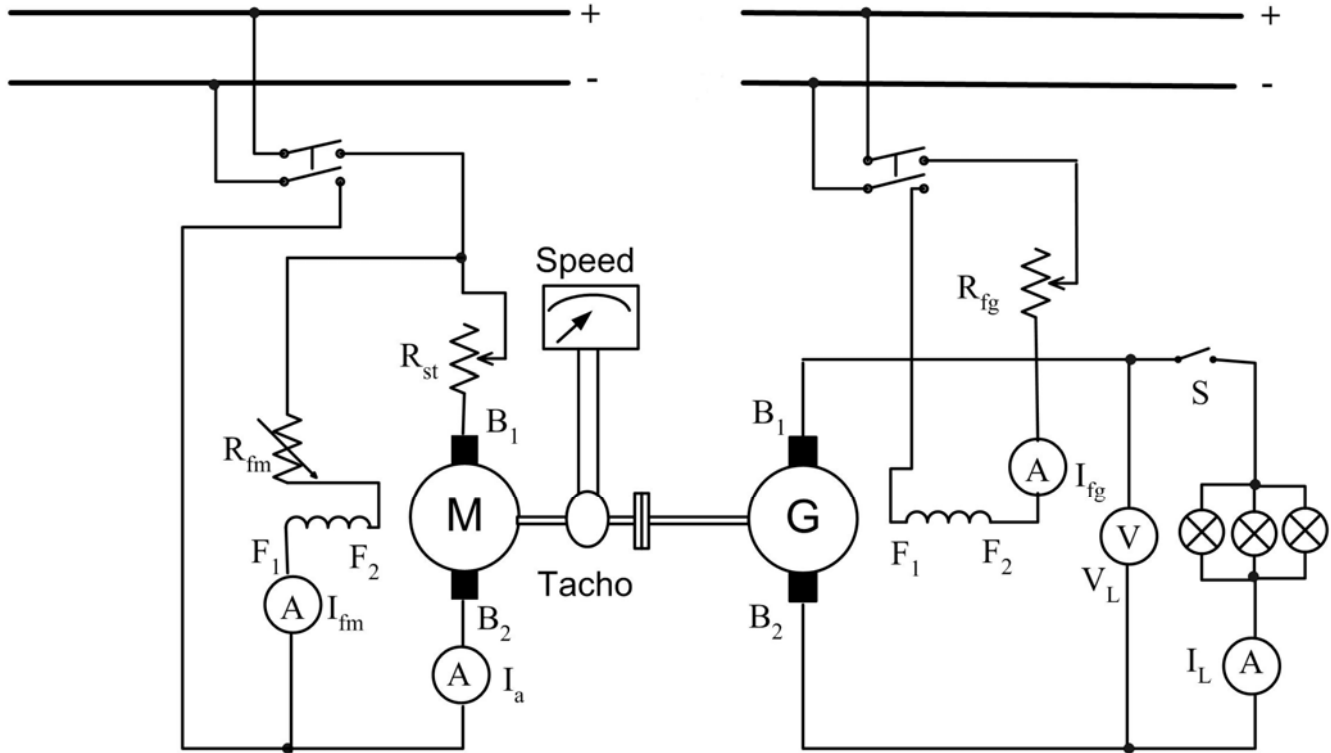 +
+
-
-
Speed
R_st
R_fg
B_1
B_1
S
R_fm
A
I_fg
M
G
F_1
F_2
F_1
F_2
V
V_L
Tacho
A
I_fm
B_2
B_2
A
I_a
I_L
A